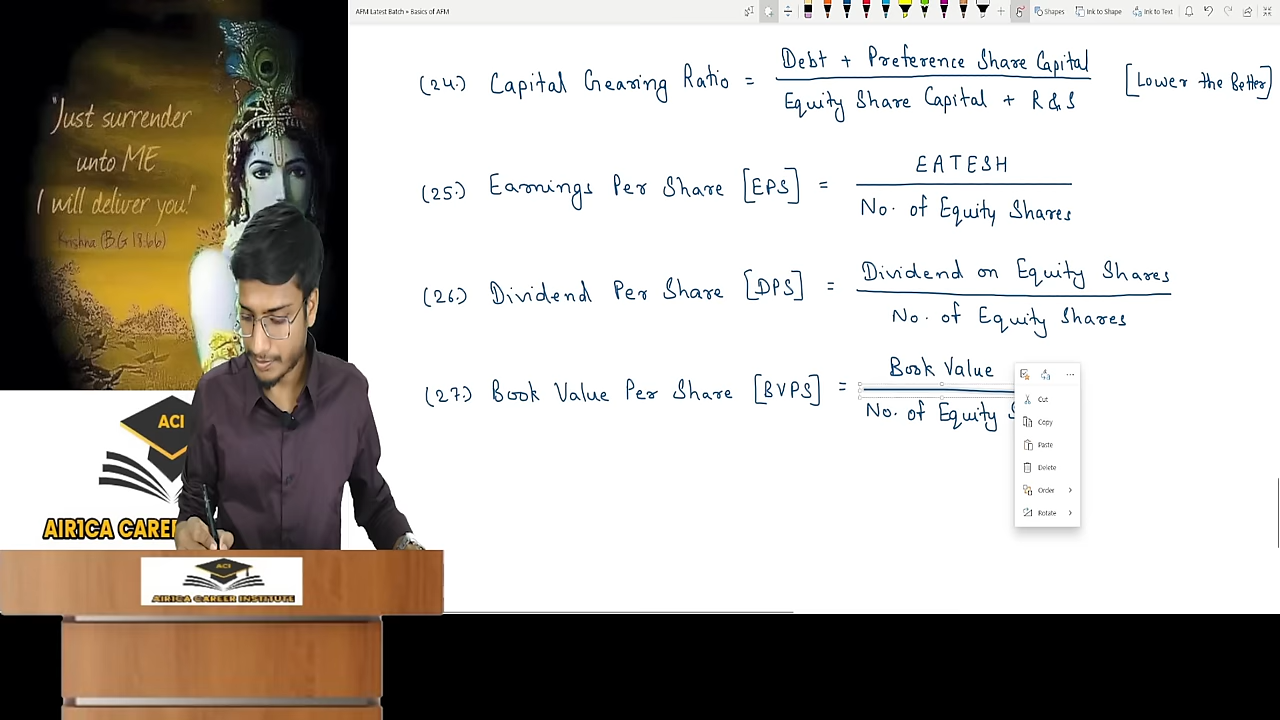 "Just surrender
unto ME
I will deliver you!"
Krishna (BG 18:66)
ACI
AIR1CA CAREE
ACI
AIR1CA CAREER INSTITUTE
AFM Latest Batch » Basics of AFM
Shapes
Ink to Shape
Ink to Text
(24.) Capital Gearing Ratio = Debt + Preference Share Capital
Equity Share Capital + R&S
[Lower the Better]
(25.) Earnings Per Share [EPS] = EATESH
No. of Equity Shares
(26.) Dividend Per Share [DPS] = Dividend on Equity Shares
No. of Equity Shares
(27.) Book Value Per Share [BVPS] = Book Value
No. of Equity S
Cut
Copy
Paste
Delete
Order
Rotate